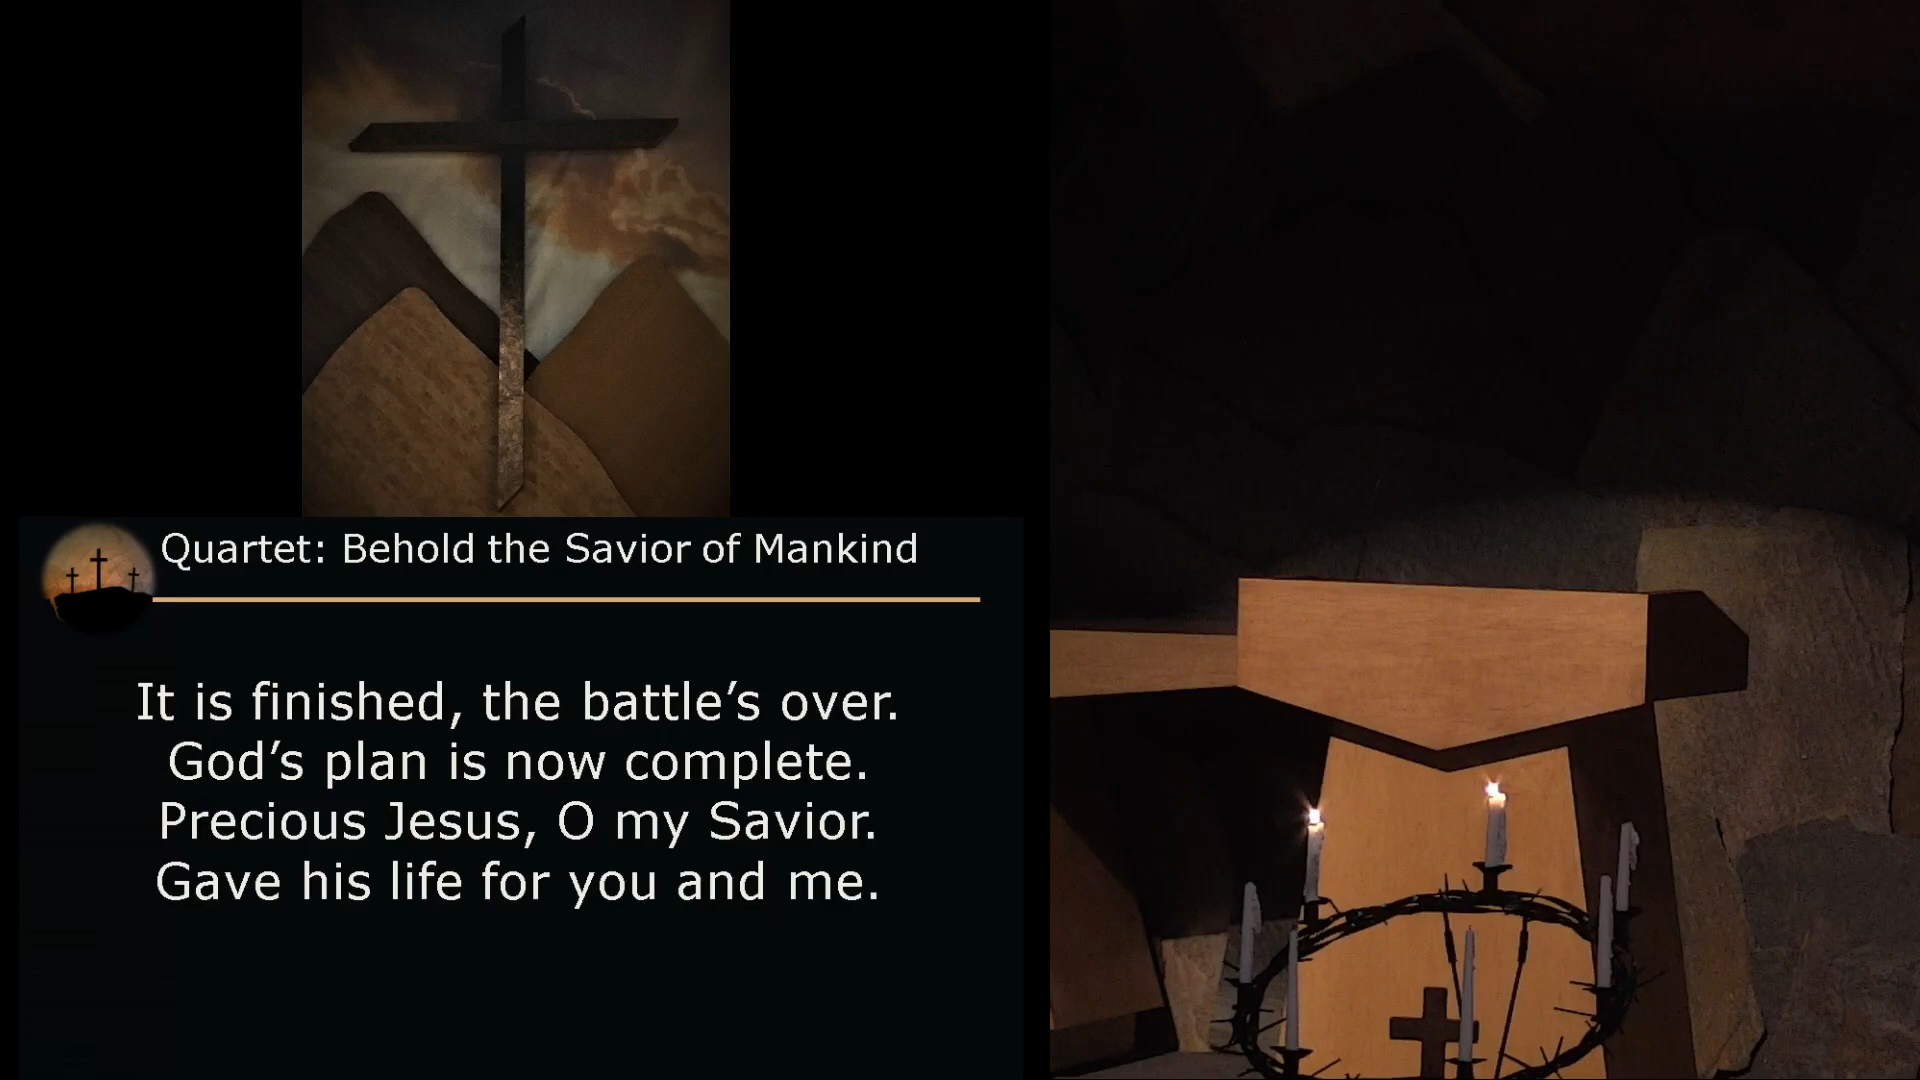 Quartet: Behold the Savior of Mankind
It is finished, the battle’s over.
God’s plan is now complete.
Precious Jesus, O my Savior.
Gave his life for you and me.